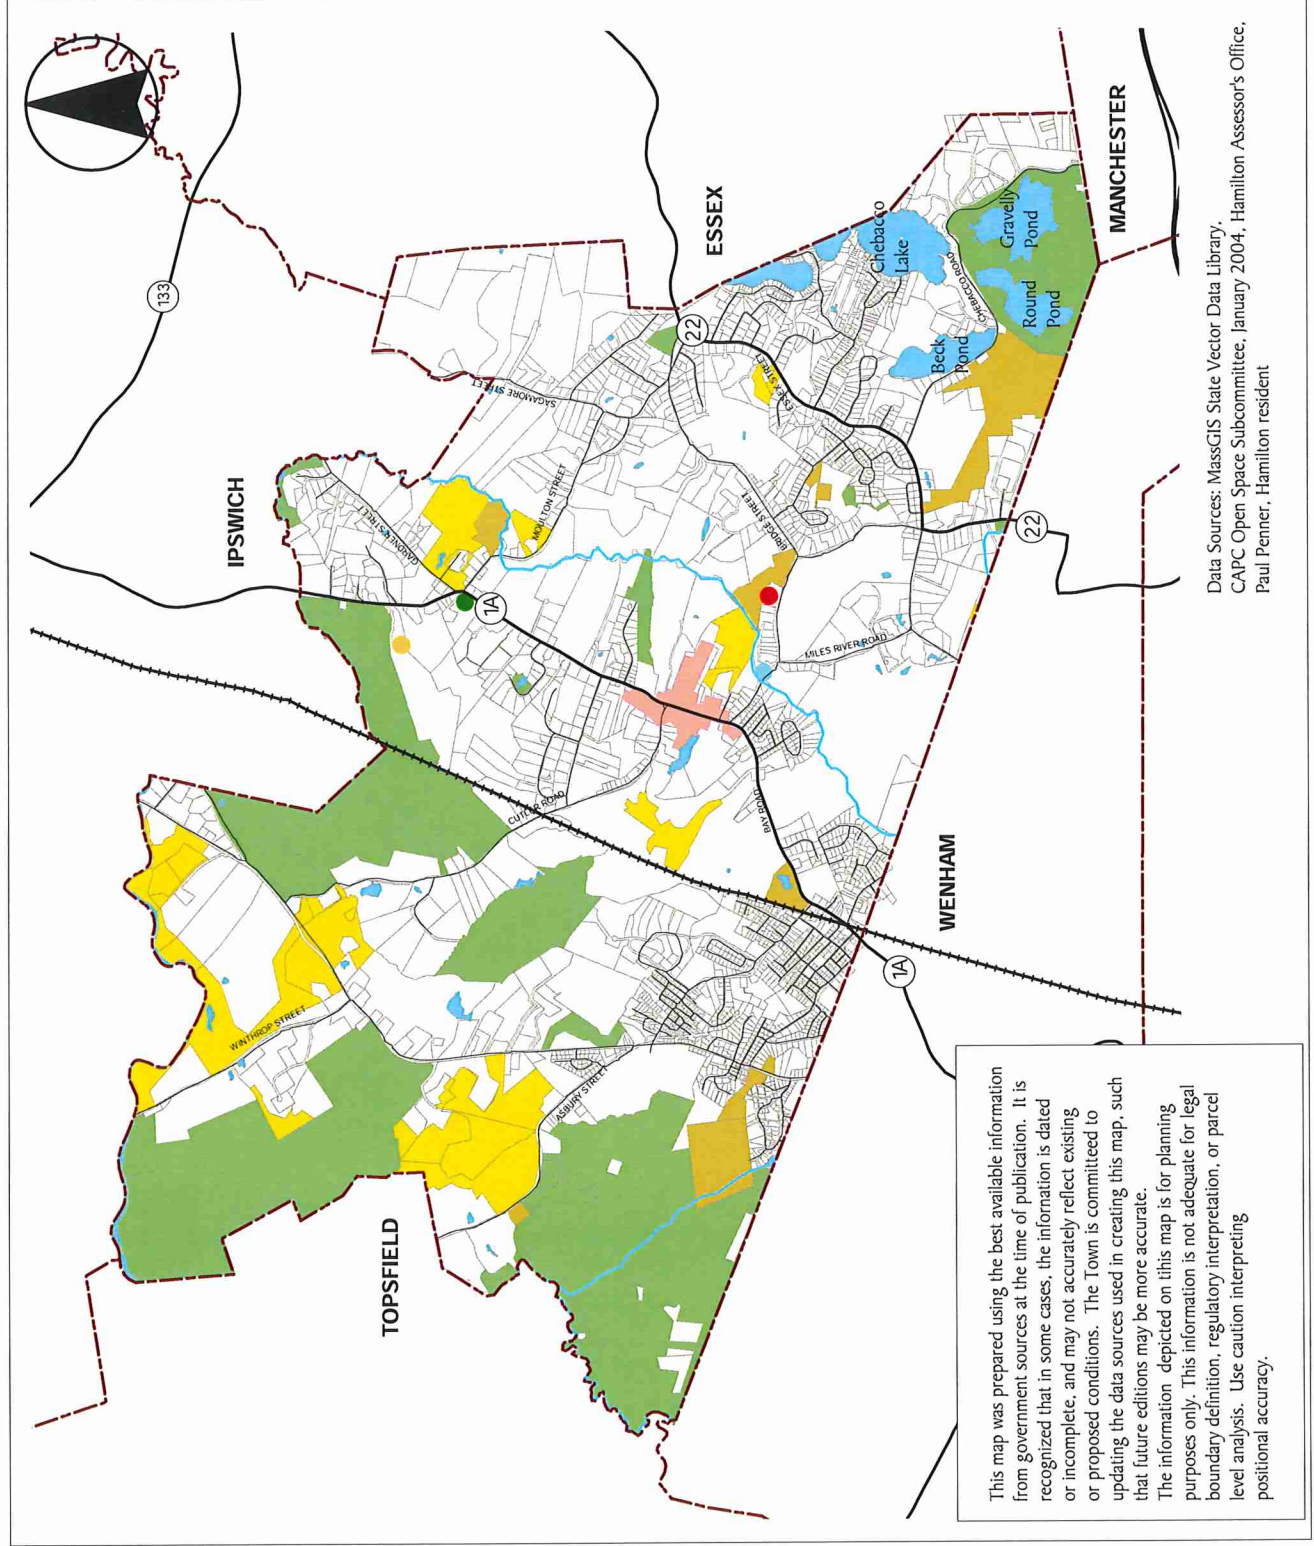 133
IPSWICH
ESSEX
TOPSFIELD
WENHAM
MANCHESTER
WINTHROP STREET
ASBURY STREET
CUTLER ROAD
BAY ROAD
GARDNER STREET
MOULTON STREET
SAGAMORE STREET
BRIDGE STREET
MILES RIVER ROAD
ESSEX STREET
CHEBACCO ROAD
1A
1A
22
22
Chebacco
Lake
Beck
Pond
Round
Pond
Gravelly
Pond
This map was prepared using the best available information
from government sources at the time of publication. It is
recognized that in some cases, the information is dated
or incomplete, and may not accurately reflect existing
or proposed conditions. The Town is committeed to
updating the data sources used in creating this map, such
that future editions may be more accurate.
The information depicted on this map is for planning
purposes only. This information is not adequate for legal
boundary definition, regulatory interpretation, or parcel
level analysis. Use caution interpreting
positional accuracy.
Data Sources: MassGIS State Vector Data Library,
CAPC Open Space Subcommittee, January 2004, Hamilton Assessor's Office,
Paul Penner, Hamilton resident